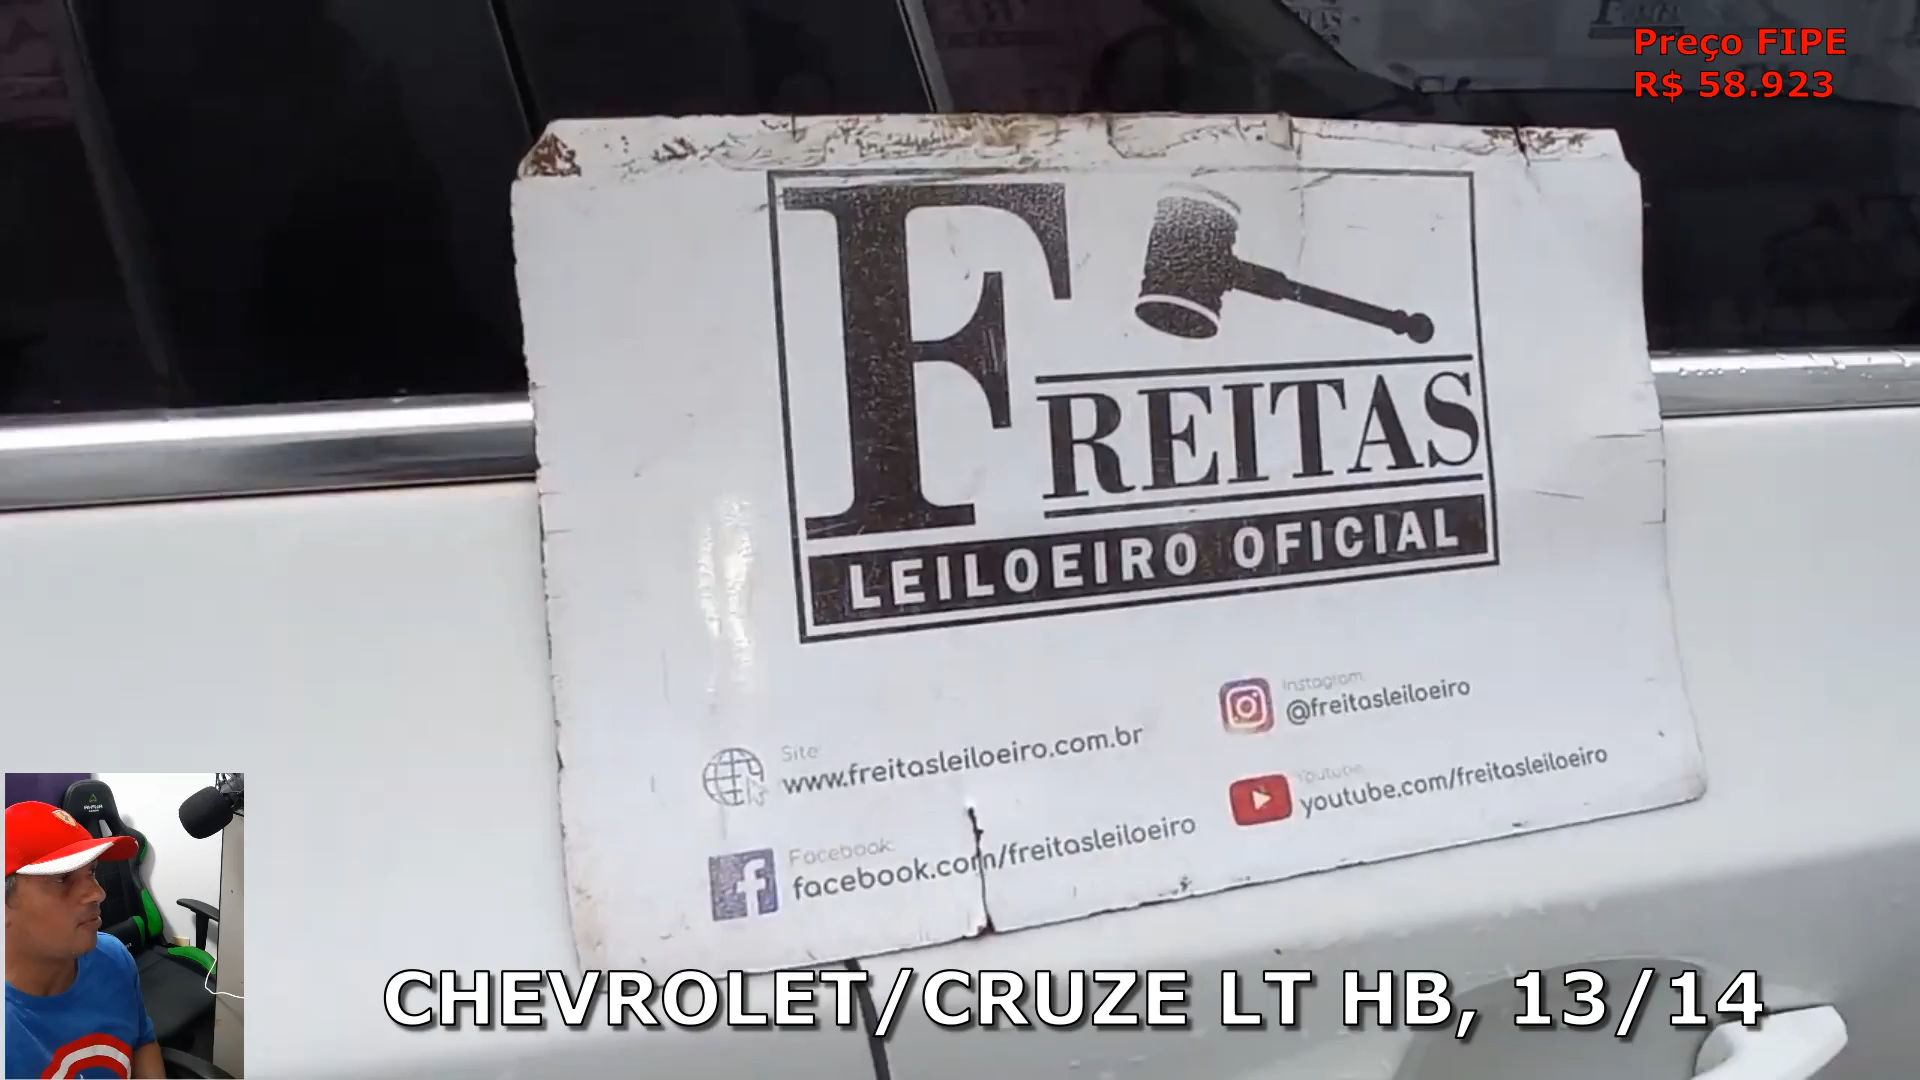 Preço FIPE
R$ 58.923
FREITAS
LEILOEIRO OFICIAL
Instagram
@freitasleiloeiro
Site
www.freitasleiloeiro.com.br
Youtube
youtube.com/freitasleiloeiro
Facebook
facebook.com/freitasleiloeiro
CHEVROLET/CRUZE LT HB, 13/14